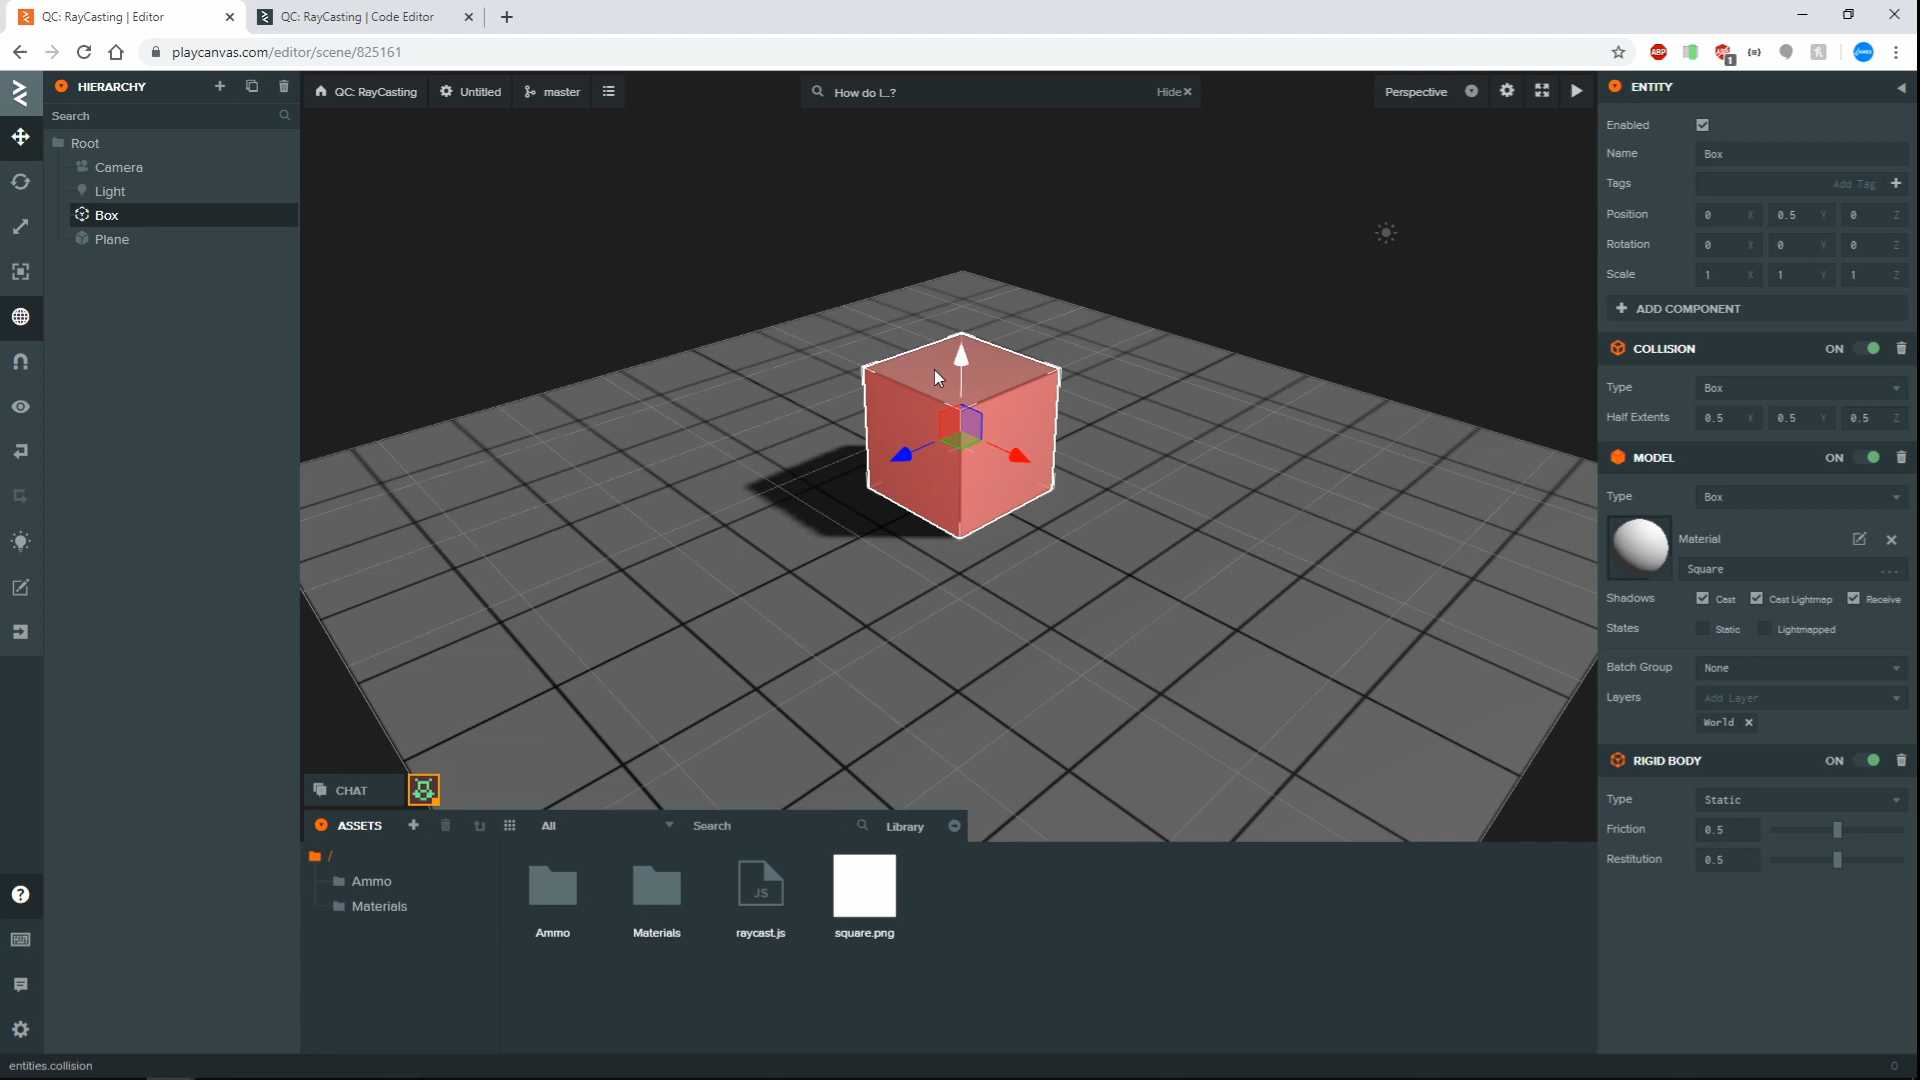 QC: RayCasting | Editor
QC: RayCasting | Code Editor
playcanvas.com/editor/scene/825161
ABP
1
HIERARCHY
QC: RayCasting
Untitled
master
How do I...?
Hide
Perspective
ENTITY
Search
Root
Camera
Light
Box
Plane
Enabled
Name
Box
Tags
Add Tag
Position
0 X 0.5 Y 0 Z
Rotation
0 X 0 Y 0 Z
Scale
1 X 1 Y 1 Z
ADD COMPONENT
COLLISION
ON
Type
Box
Half Extents
0.5 X 0.5 Y 0.5 Z
MODEL
ON
Type
Box
Material
Square
...
Shadows
Cast
Cast Lightmap
Receive
States
Static
Lightmapped
Batch Group
None
Layers
Add Layer
World
RIGID BODY
ON
Type
Static
Friction
0.5
Restitution
0.5
CHAT
ASSETS
All
Search
Library
/
Ammo
Materials
JS
Ammo
Materials
raycast.js
square.png
entities.collision
0